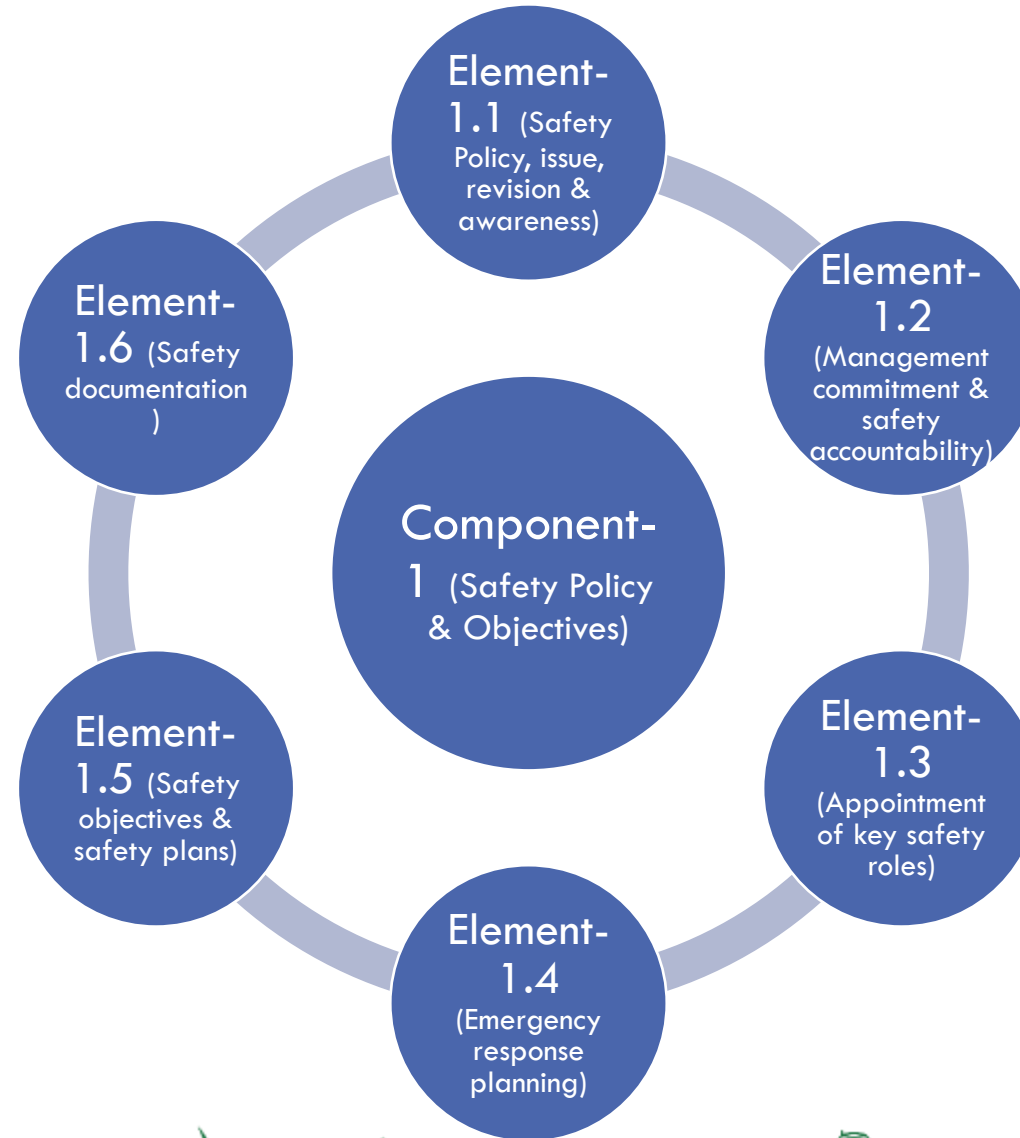 Element-
1.1 (Safety
Policy, issue,
revision &
awareness)
Element-
1.2
(Management
commitment &
safety
accountability)
Element-
1.3
(Appointment
of key safety
roles)
Element-
1.4
(Emergency
response
planning)
Element-
1.5 (Safety
objectives &
safety plans)
Element-
1.6 (Safety
documentation
)
Component-
1 (Safety Policy
& Objectives)